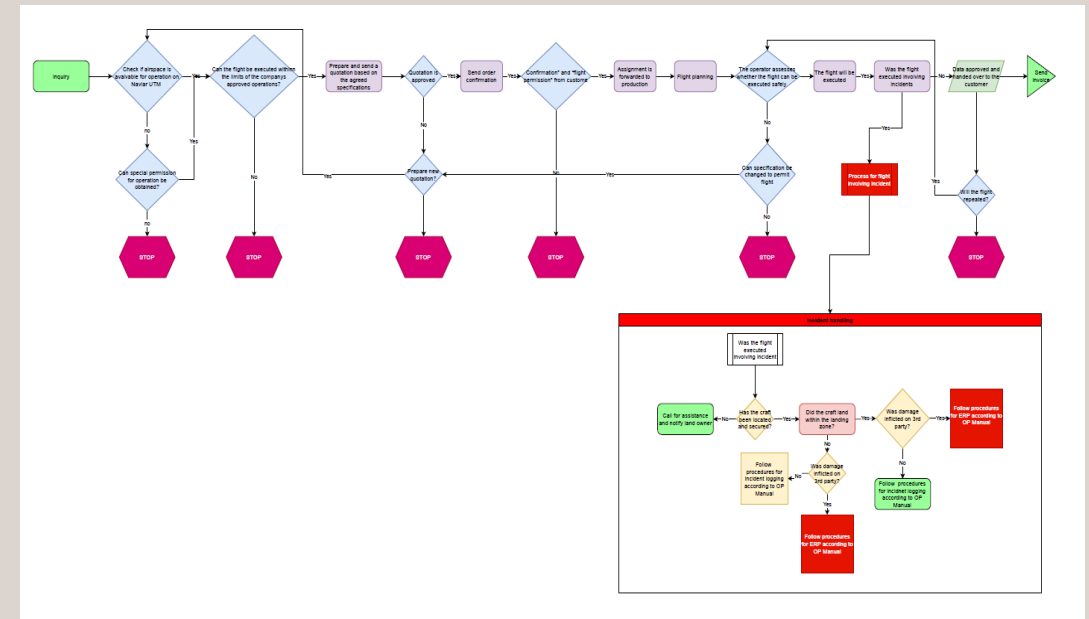 Inquiry
Check if airspace is
avaivable for operation on
Naviar UTM
Yes
Can the flight be executed within
the limits of the companys
approved operations?
Yes
Prepare and send a
quotation based on
the agreed
specifications
Quotation is
approved
Yes
Send order
confirmation
Yes
Confirmation" and "flight
permission" from custome
Yes
Assignment is
forwarded to
production
Flight planning
The operator assesses
whether the flight can be
executed safely.
Yes
The flight will be
executed
Yes
Was the flight
executed involving
incidents
No
Data approved and
handed over to the
customer
Send
invoice
no
Can special permission
for operation be
obtained?
Yes
no
STOP
No
STOP
No
Prepare new
quotation?
Yes
STOP
No
STOP
No
Can specification be
changed to permit
flight
Yes
No
STOP
Yes
Process for flight
involving incident
Yes
Will the flight
repeated?
STOP
Incident handling
Was the flight
executed
involving incident
Call for assistance
and notify land owner
No
Has the craft
been located
and secured?
Yes
Did the craft land
within the landing
zone?
Yes
Was damage
inflicted on 3rd
party?
Yes
Follow procedures
for ERP according to
OP Manual
No
Follow
procedures for
incident logging
according to OP
Manual
No
Was damage
inflicted on
3rd party?
Yes
Follow procedures
for ERP according to
OP Manual
No
Follow procedures
for incidnet logging
according to OP
Manual